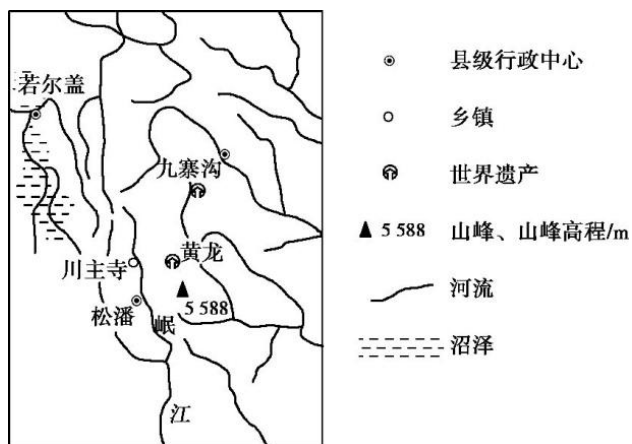 若尔盖
九寨沟
川主寺
黄龙
松潘
岷
5 588
江
县级行政中心
乡镇
世界遗产
5 588 山峰、山峰高程/m
河流
沼泽